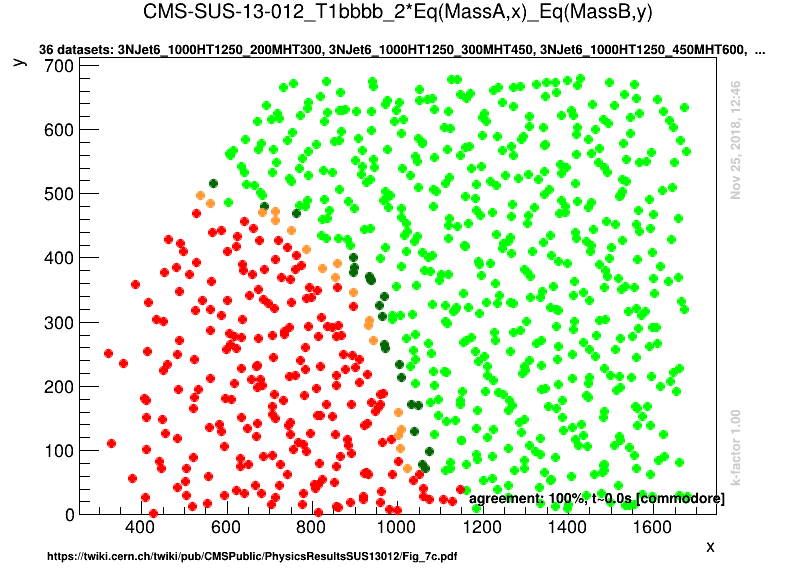 CMS-SUS-13-012_T1bbbb_2*Eq(MassA,x)_Eq(MassB,y)
36 datasets: 3NJet6_1000HT1250_200MHT300, 3NJet6_1000HT1250_300MHT450, 3NJet6_1000HT1250_450MHT600, ...
y
700
600
500
400
300
200
100
0
400 600 800 1000 1200 1400 1600
x
agreement: 100%, t~0.0s [commodore]
Nov 25, 2018, 12:46
k-factor 1.00
https://twiki.cern.ch/twiki/pub/CMSPublic/PhysicsResultsSUS13012/Fig_7c.pdf